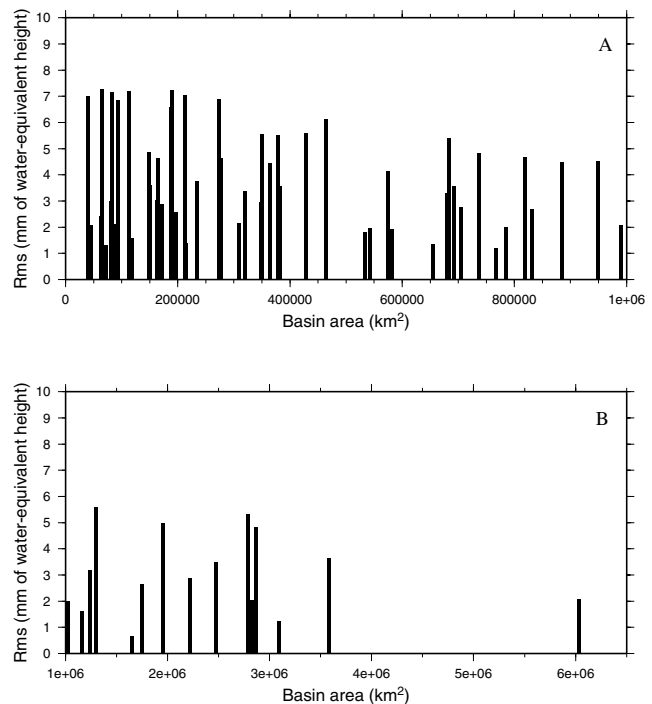 10
9
8
7
6
5
4
3
2
1
0
Rms (mm of water-equivalent height)
A
0 200000 400000 600000 800000 1e+06
Basin area (km²)
10
9
8
7
6
5
4
3
2
1
0
Rms (mm of water-equivalent height)
B
1e+06 2e+06 3e+06 4e+06 5e+06 6e+06
Basin area (km²)